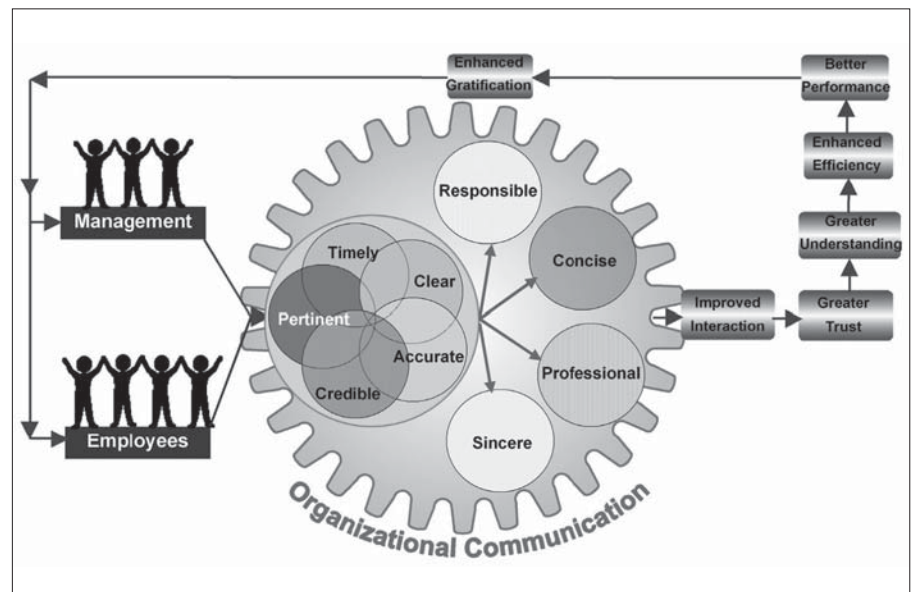 Enhanced
Gratification
Better
Performance
Enhanced
Efficiency
Greater
Understanding
Greater
Trust
Improved
Interaction
Management
Employees
Timely
Clear
Pertinent
Accurate
Credible
Responsible
Concise
Professional
Sincere
Organizational Communication